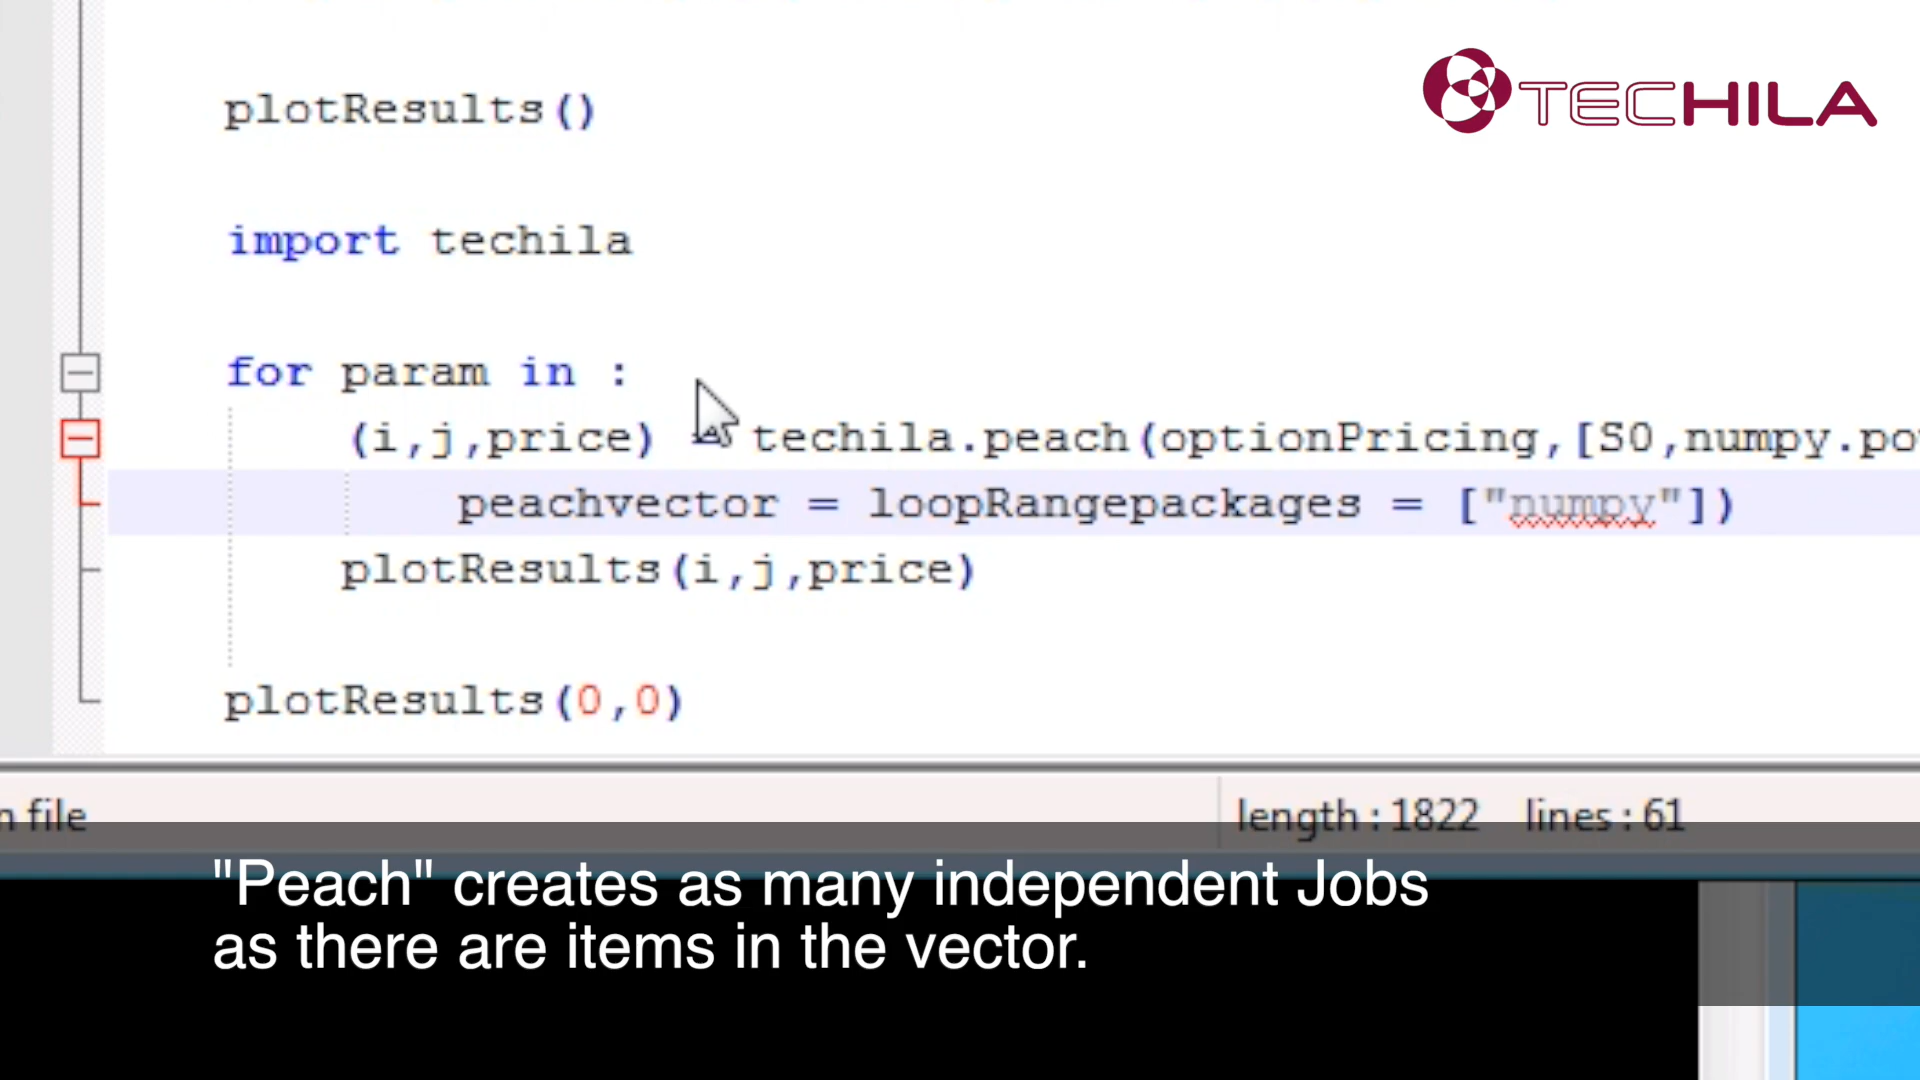 TECHILA
plotResults()
import techila
for param in :
(i,j,price) = techila.peach(optionPricing,[S0,numpy.po
peachvector = loopRangepackages = ["numpy"])
plotResults(i,j,price)
plotResults(0,0)
n file
length : 1822 lines : 61
"Peach" creates as many independent Jobs
as there are items in the vector.